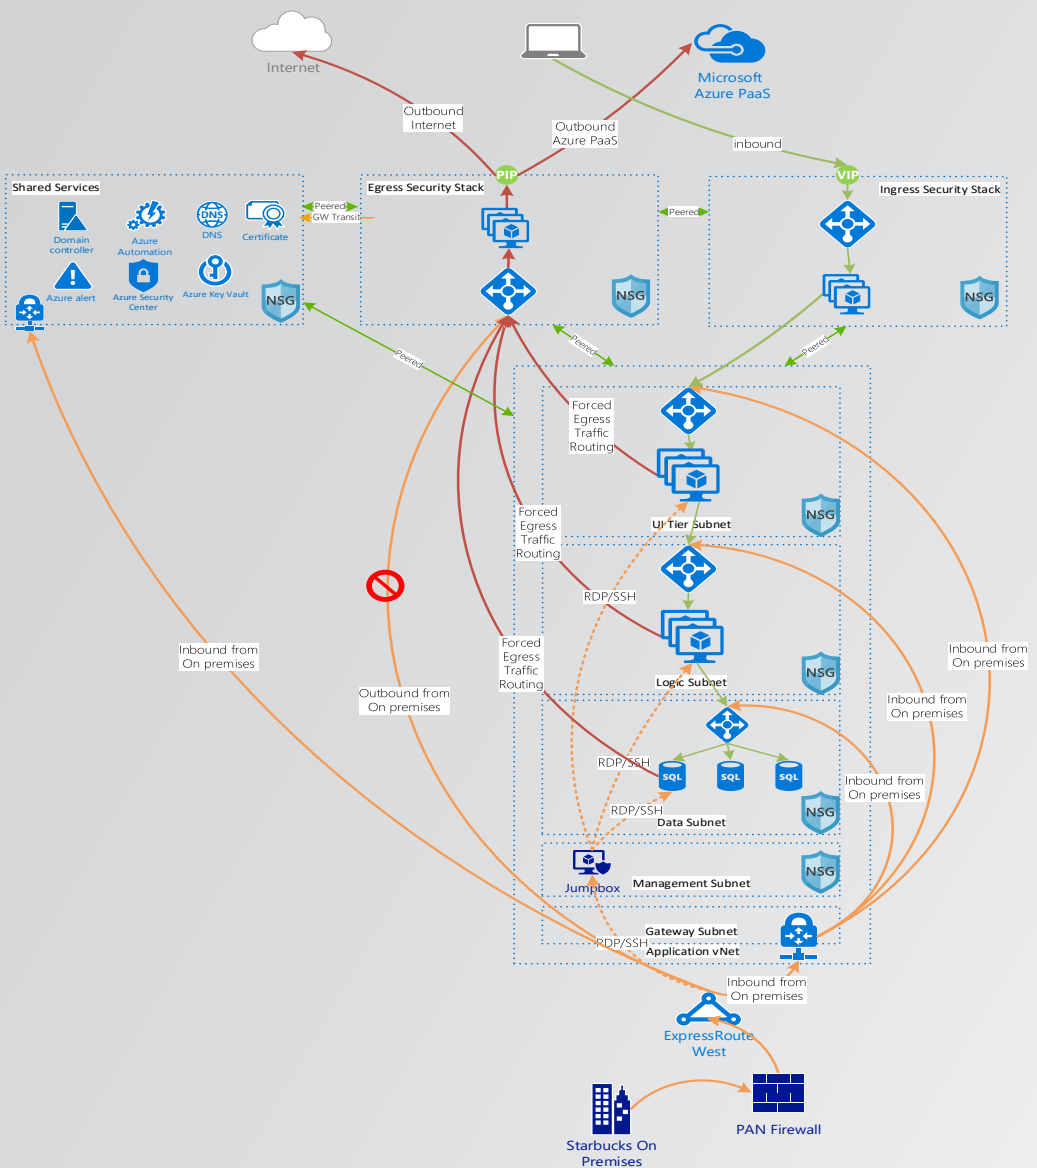 Internet
Microsoft
Azure PaaS
Outbound
Internet
Outbound
Azure PaaS
inbound
PIP
VIP
Shared Services
Egress Security Stack
Ingress Security Stack
Peered
GW Transit
Peered
Domain
controller
Azure
Automation
DNS
DNS
Certificate
Azure alert
Azure Security
Center
Azure Key Vault
NSG
NSG
NSG
Peered
Peered
Peered
Forced
Egress
Traffic
Routing
NSG
UI Tier Subnet
Forced
Egress
Traffic
Routing
RDP/SSH
Forced
Egress
Traffic
Routing
Inbound from
On premises
Inbound from
On premises
Outbound from
On premises
Inbound from
On premises
NSG
Logic Subnet
RDP/SSH
SQL
SQL
SQL
Inbound from
On premises
RDP/SSH
NSG
Data Subnet
NSG
Jumpbox
Management Subnet
Gateway Subnet
RDP/SSH
Application vNet
Inbound from
On premises
ExpressRoute
West
PAN Firewall
Starbucks On
Premises